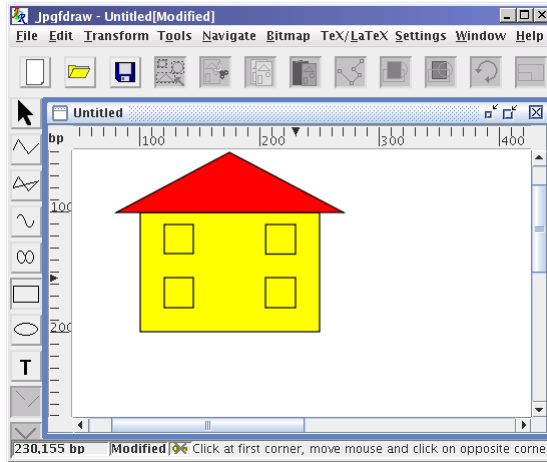 Jpgfdraw - Untitled[Modified]
File Edit Transform Tools Navigate Bitmap TeX/LaTeX Settings Window Help
Untitled
bp
100 200 300 400
100
200
T
230,155 bp Modified Click at first corner, move mouse and click on opposite corne